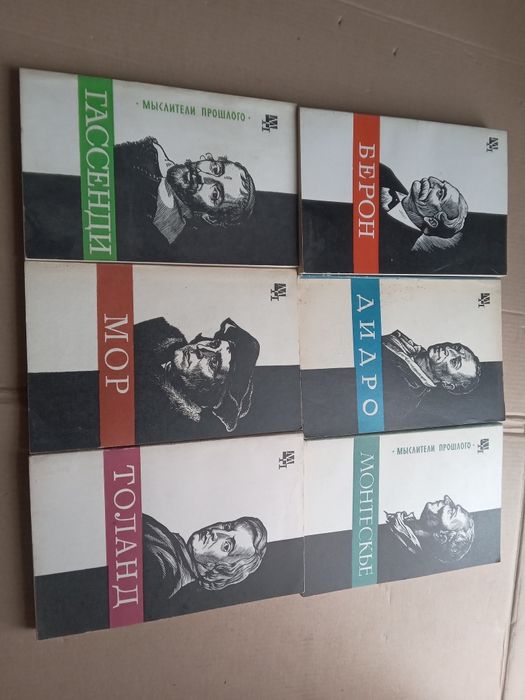 ГАССЕНДИ
· МЫСЛИТЕЛИ ПРОШЛОГО ·
БЕРОН
МОР
ДИДРО
ТОЛАНД
МОНТЕСКЬЕ
· МЫСЛИТЕЛИ ПРОШЛОГО ·